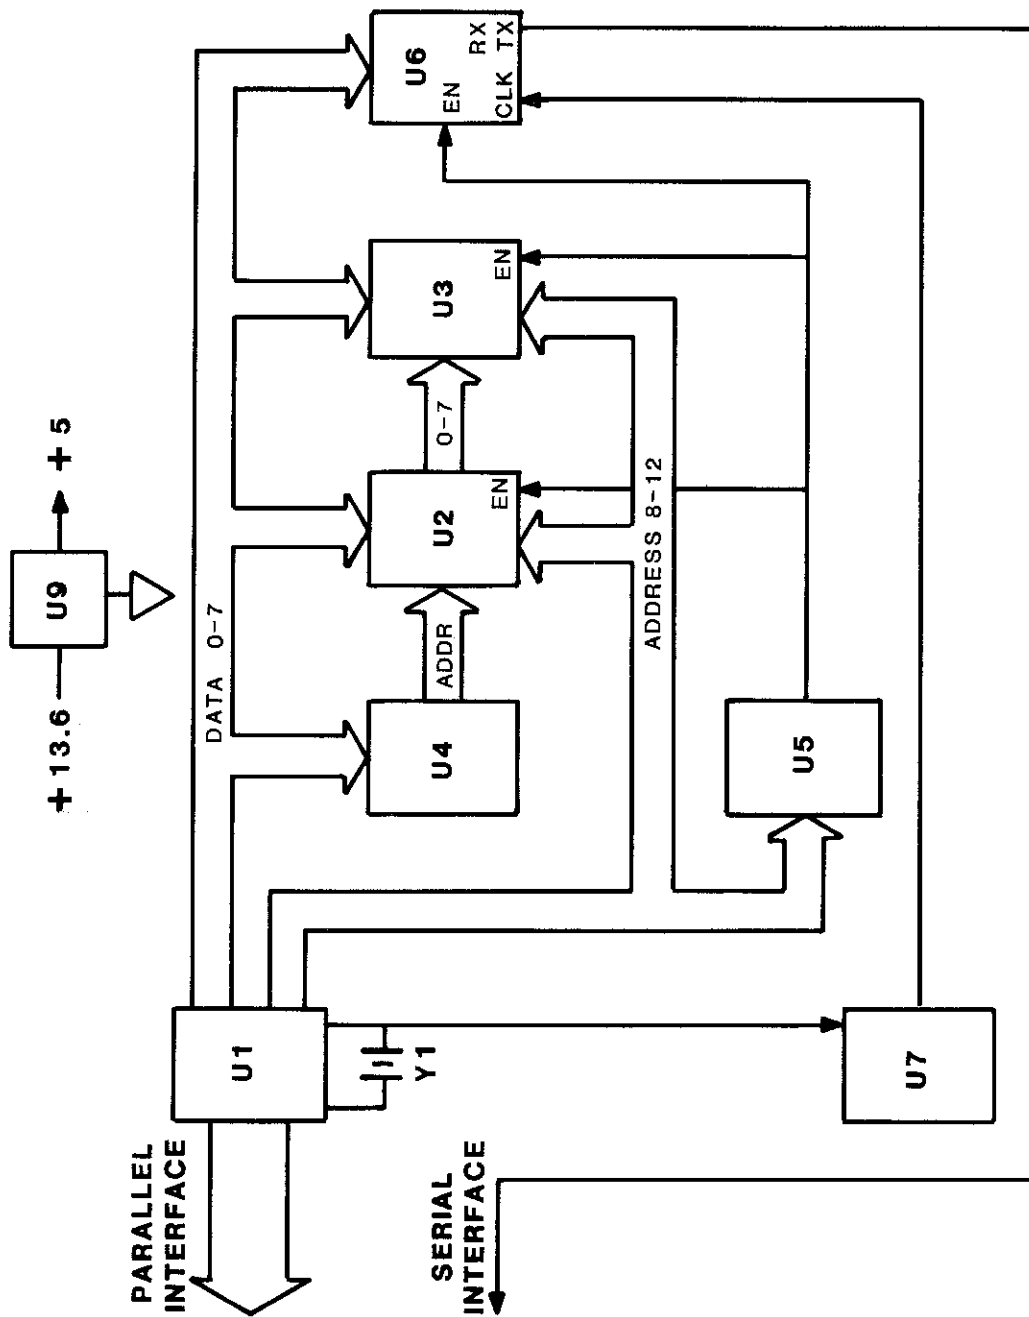 +13.6
U9
+5
DATA 0-7
U6
EN
RX
CLK TX
U3
EN
0-7
U2
EN
ADDR
U4
ADDRESS 8-12
U5
U1
Y1
U7
PARALLEL
INTERFACE
SERIAL
INTERFACE